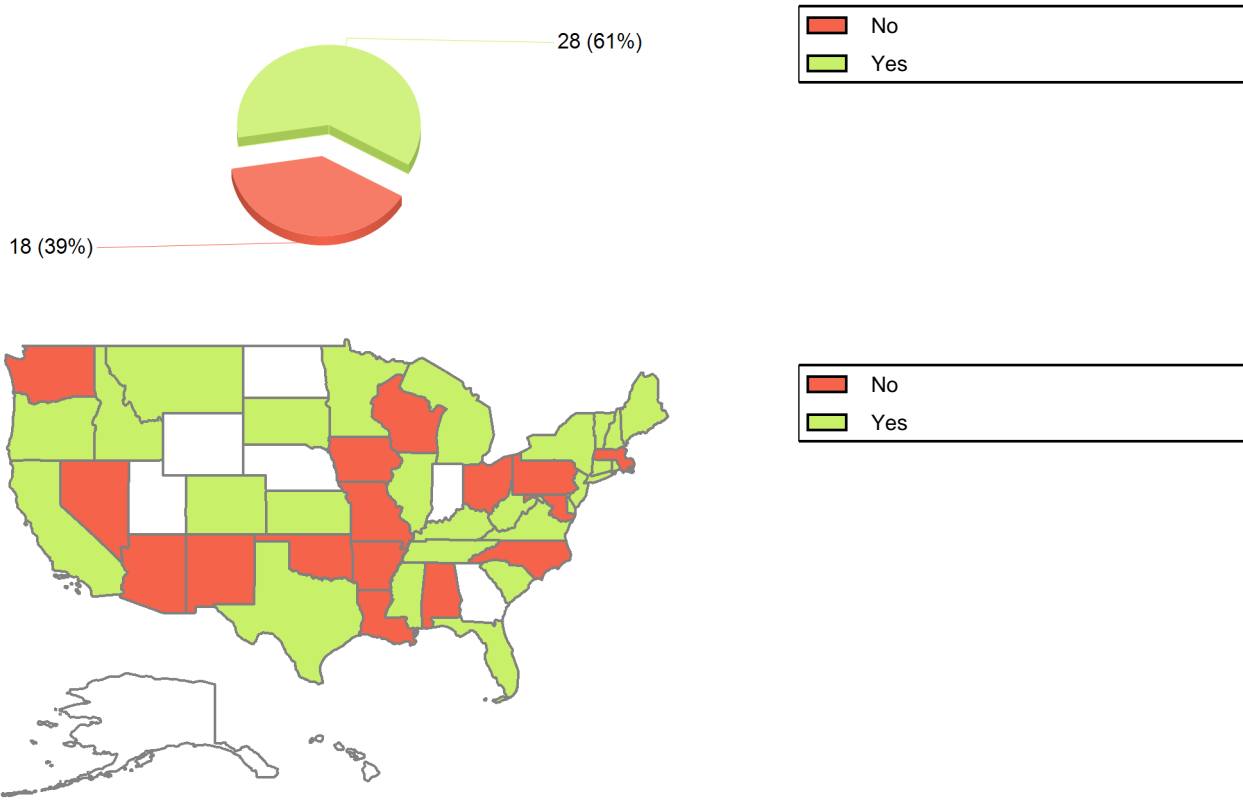 No
Yes
28 (61%)
18 (39%)
No
Yes